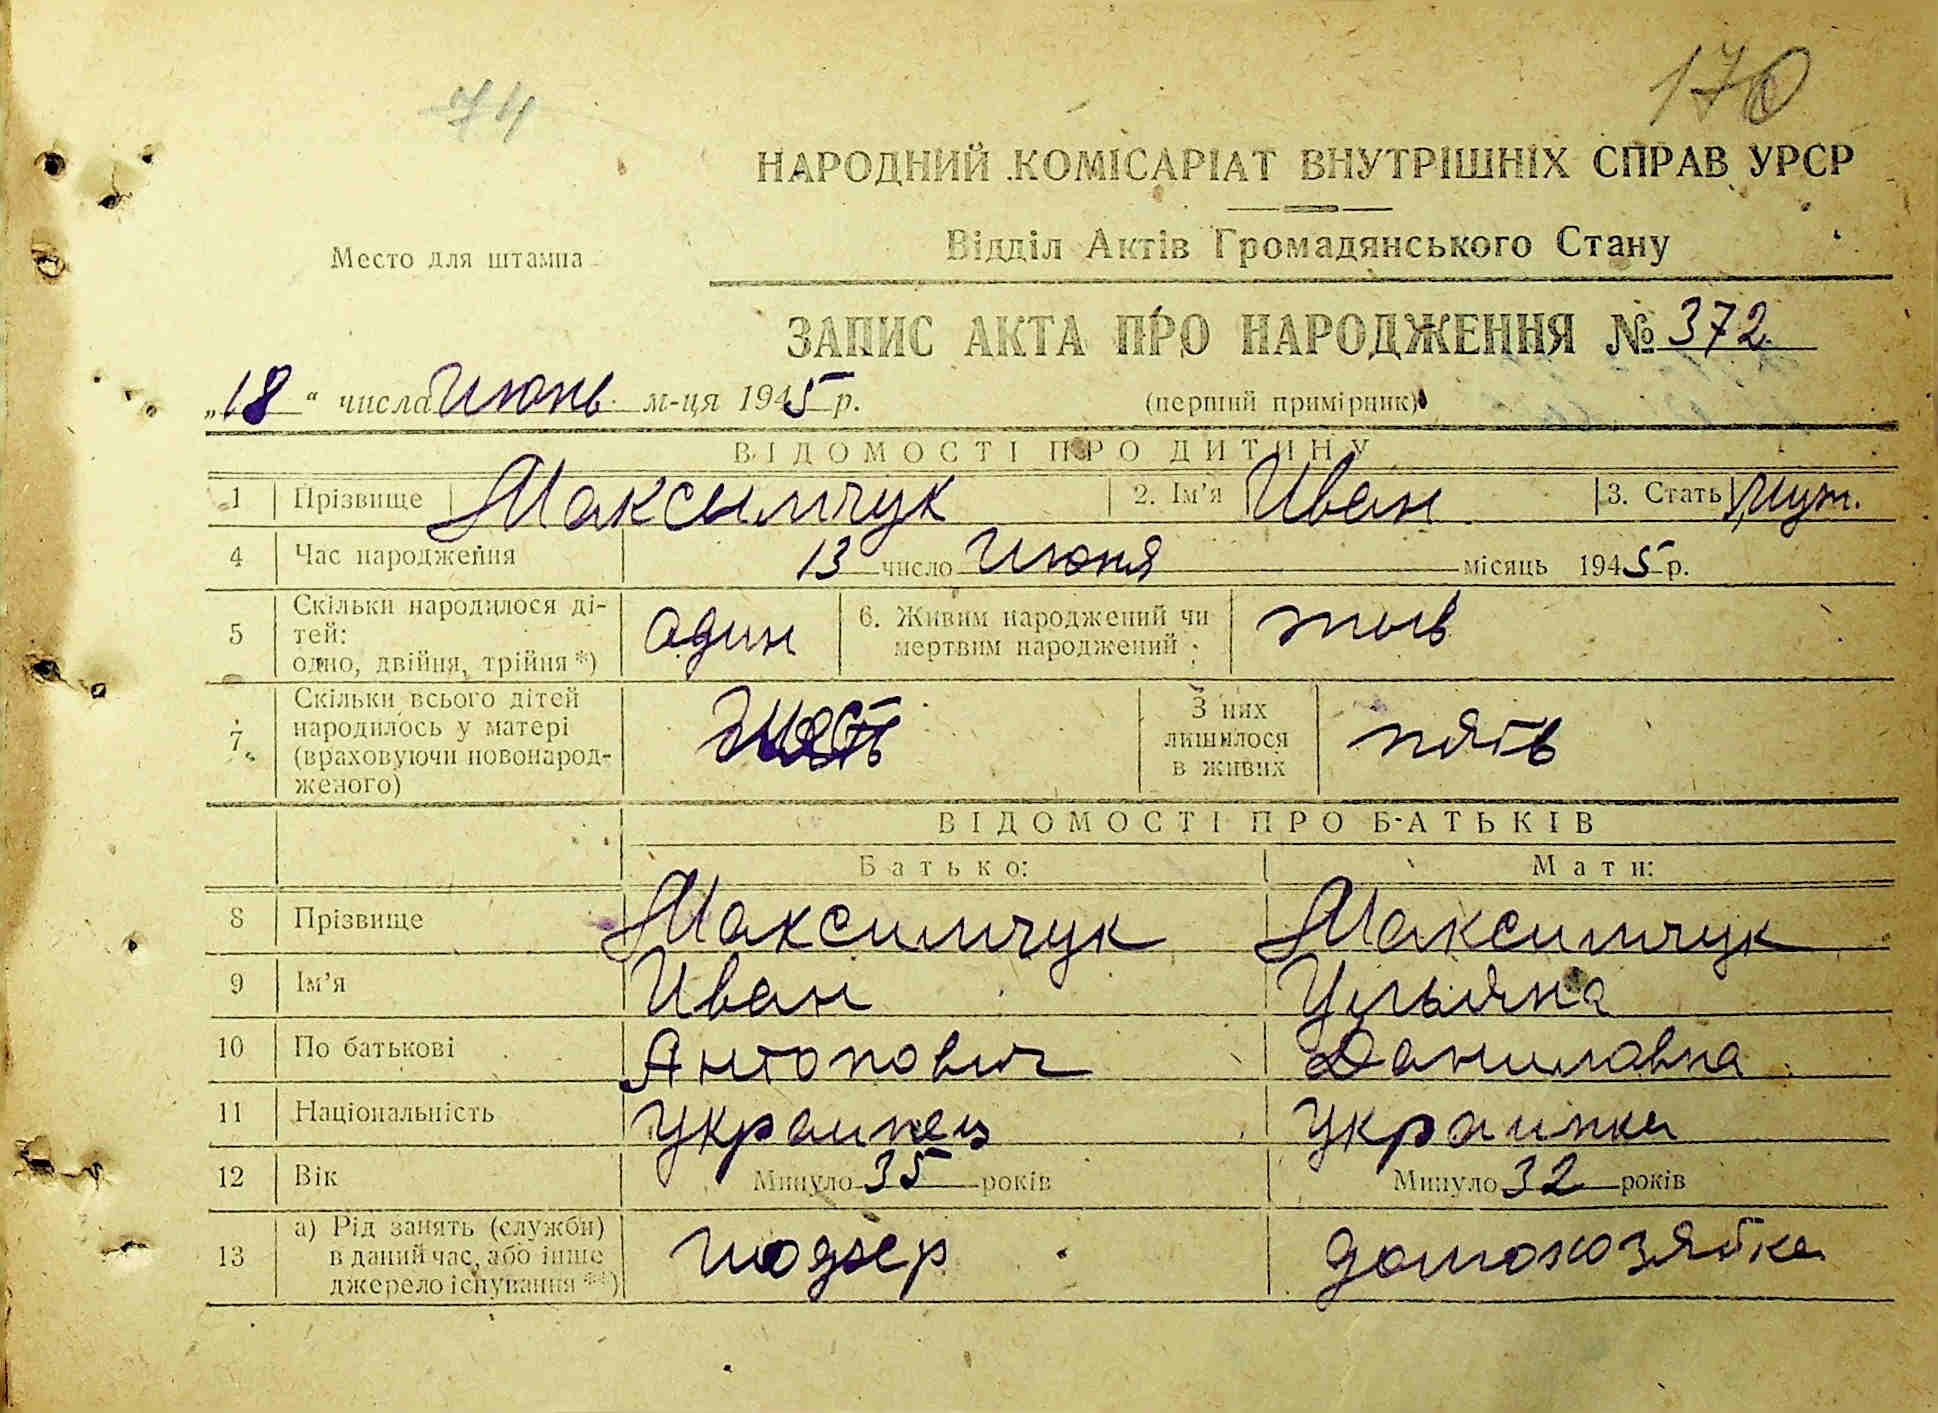 74
170
НАРОДНИЙ КОМІСАРІАТ ВНУТРІШНІХ СПРАВ УРСР
Відділ Актів Громадянського Стану
Место для штампа
ЗАПИС АКТА ПРО НАРОДЖЕННЯ № 372
„18“ числа Июнь м-ця 1945 р.
(перший примірник)
ВІДОМОСТІ ПРО ДИТИНУ
1 Прізвище Максимчук 2. Ім'я Иван 3. Стать муж.
4 Час народження 13 число Июня місяць 1945 р.
5 Скільки народилося ді-
тей:
одно, двійня, трійня *) один 6. Живим народжений чи
мертвим народжений жив
7. Скільки всього дітей
народилось у матері
(враховуючи новонарод-
женого)
З них
лишилося
в живих пять
ВІДОМОСТІ ПРО БАТЬКІВ
Батько: Мати:
8 Прізвище Максимчук Максимчук
9 Ім'я Иван Ульяна
10 По батькові Антонович Даниловна
11 Національність Украинец Украинка
12 Вік Минуло 35 років Минуло 32 років
13 а) Рід занять (служби)
в даний час, або інше
джерело існування **) домохозяйка